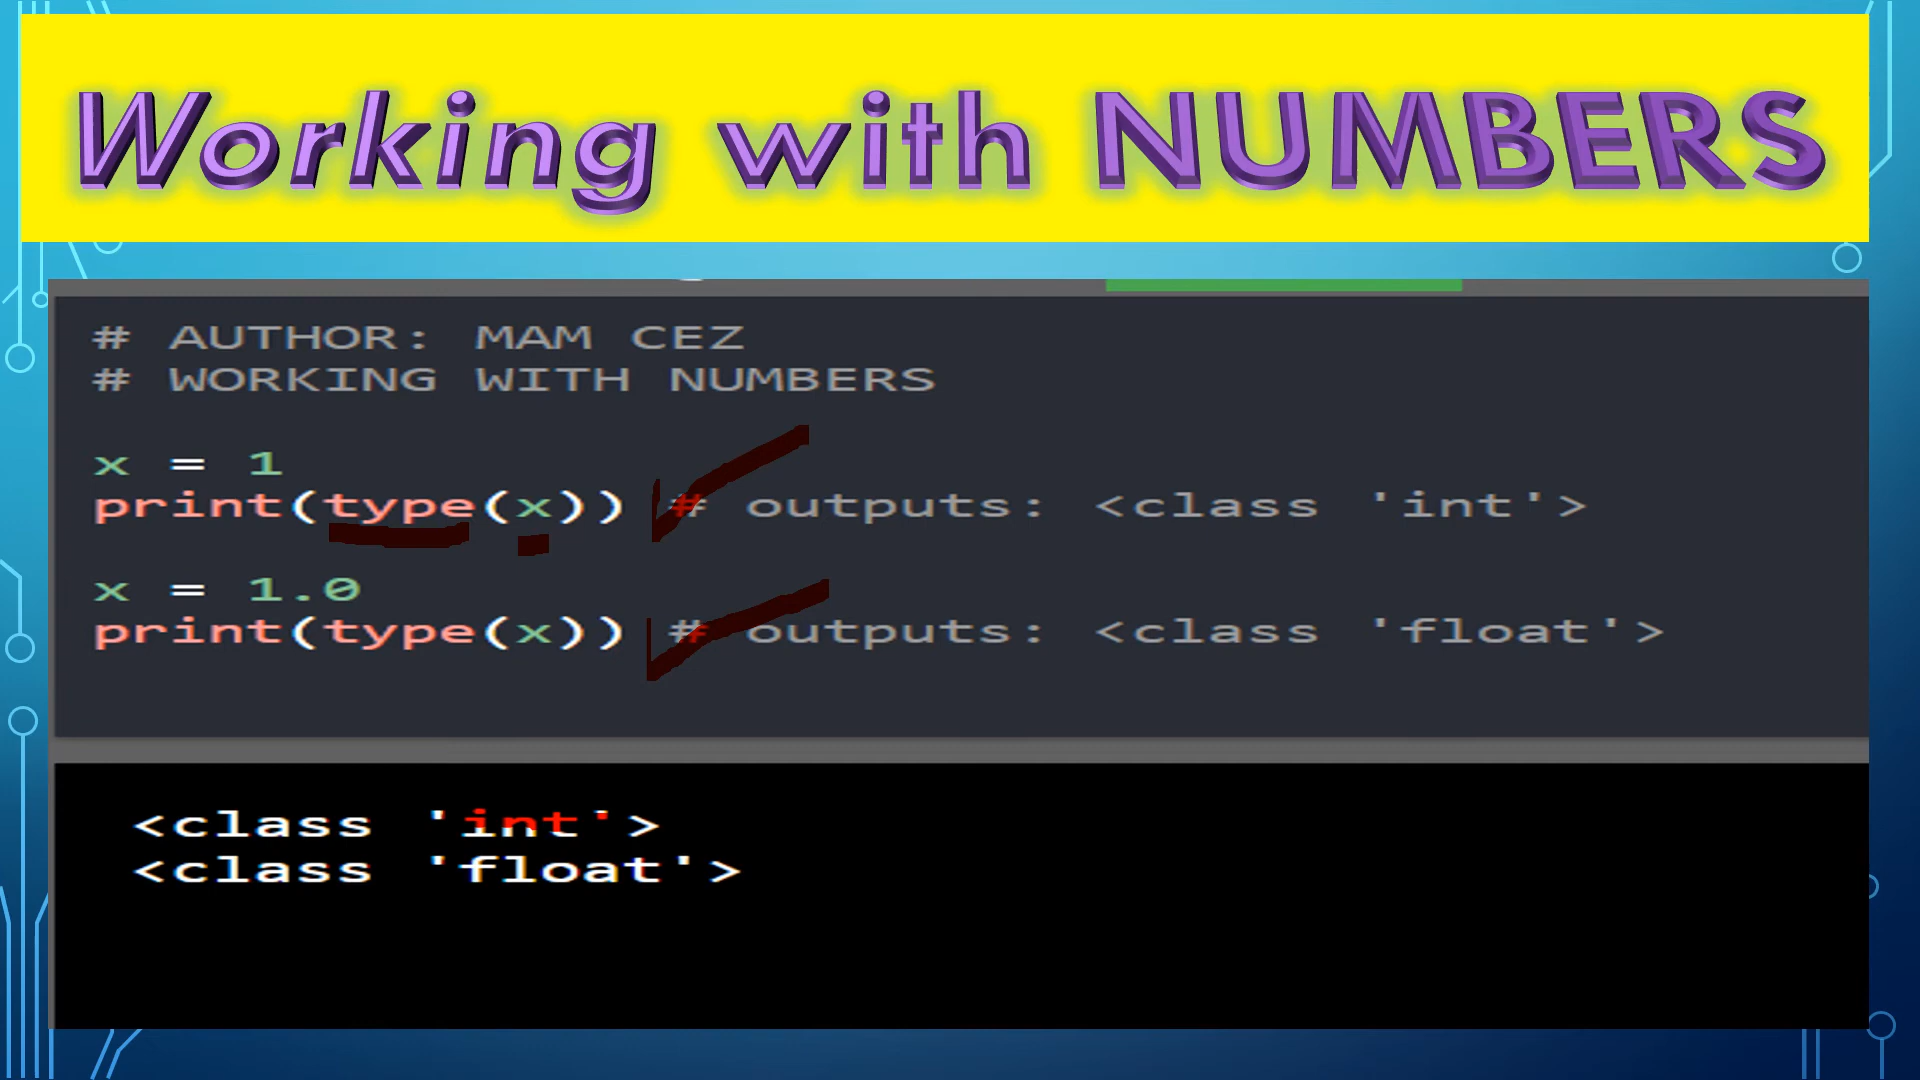 Working with NUMBERS
# AUTHOR: MAM CEZ
# WORKING WITH NUMBERS
x = 1
print(type(x)) # outputs: <class 'int'>
x = 1.0
print(type(x)) # outputs: <class 'float'>
<class 'int'>
<class 'float'>